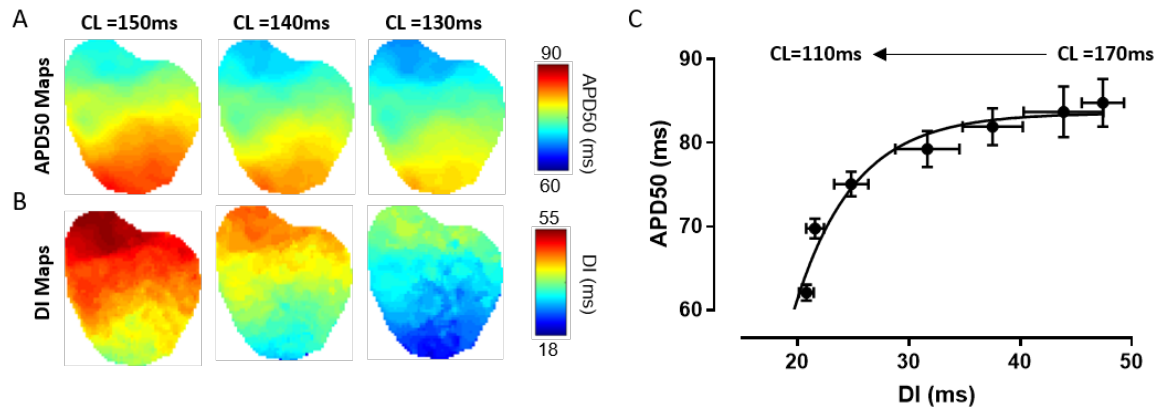 A
CL =150ms
CL =140ms
CL =130ms
APD50 Maps
90
APD50 (ms)
60
B
DI Maps
55
DI (ms)
18
C
CL=110ms
CL=170ms
APD50 (ms)
90
80
70
60
20
30
40
50
DI (ms)